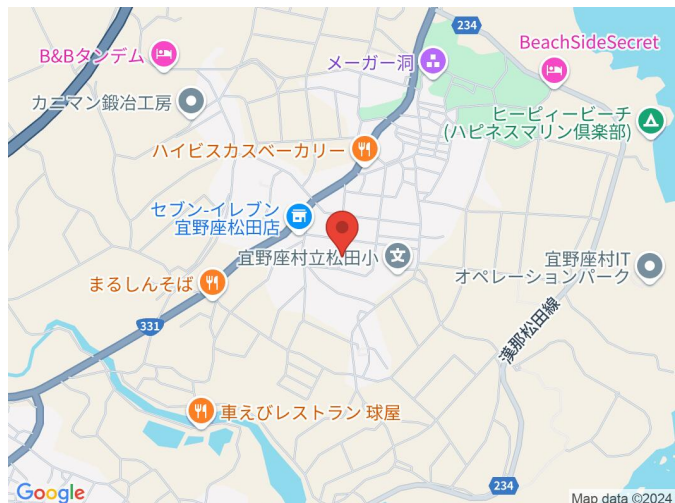 234
B&Bタンデム
メーガー洞
BeachSideSecret
カニマン鍛冶工房
ヒーピィービーチ
(ハピネスマリン倶楽部)
ハイビスカスベーカリー
セブン-イレブン
宜野座松田店
宜野座村立松田小
文
宜野座村IT
オペレーションパーク
まるしんそば
331
漢那松田線
車えびレストラン 球屋
234
Google
Map data ©2024